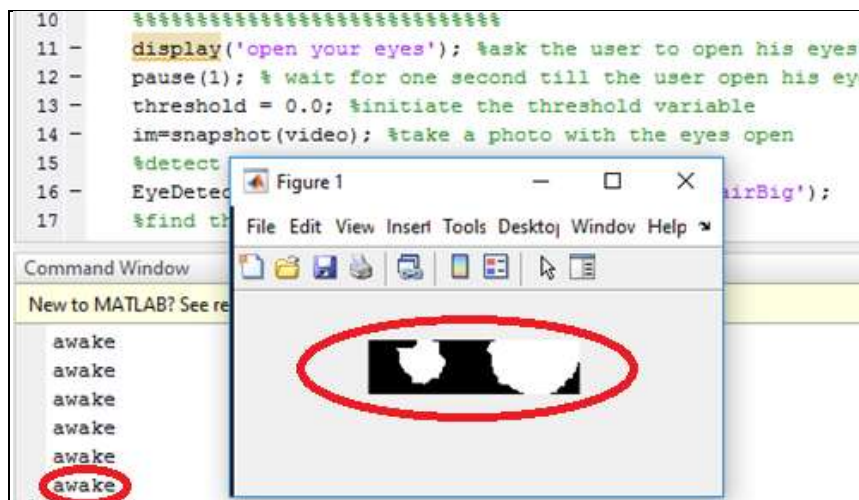 10 %%%%%%%%%%%%%%%%%%%%%%%%%%%%%
11 - display('open your eyes'); %ask the user to open his eyes
12 - pause(1); % wait for one second till the user open his ey
13 - threshold = 0.0; %initiate the threshold variable
14 - im=snapshot(video); %take a photo with the eyes open
15 %detect
16 - EyeDetec airBig');
17 %find th
Figure 1
File Edit View Insert Tools Desktop Window Help
Command Window
New to MATLAB? See re
awake
awake
awake
awake
awake
awake